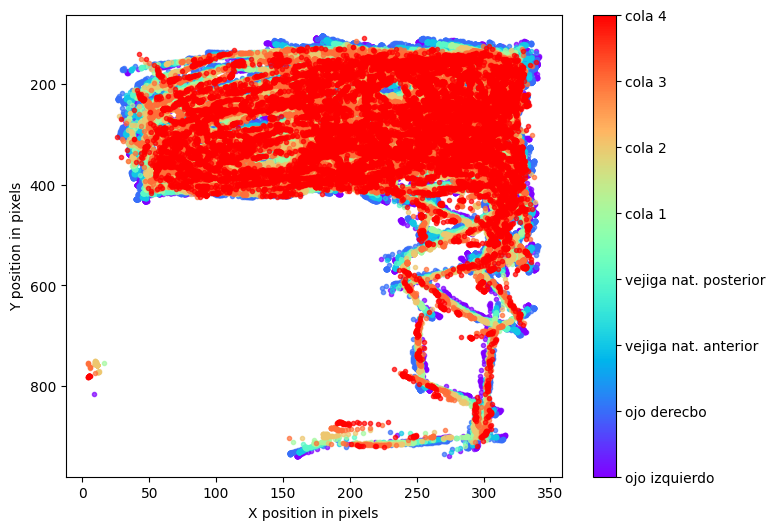 cola 4
cola 3
cola 2
cola 1
vejiga nat. posterior
vejiga nat. anterior
ojo derecbo
ojo izquierdo
200
400
600
800
Y position in pixels
0
50
100
150
200
250
300
350
X position in pixels